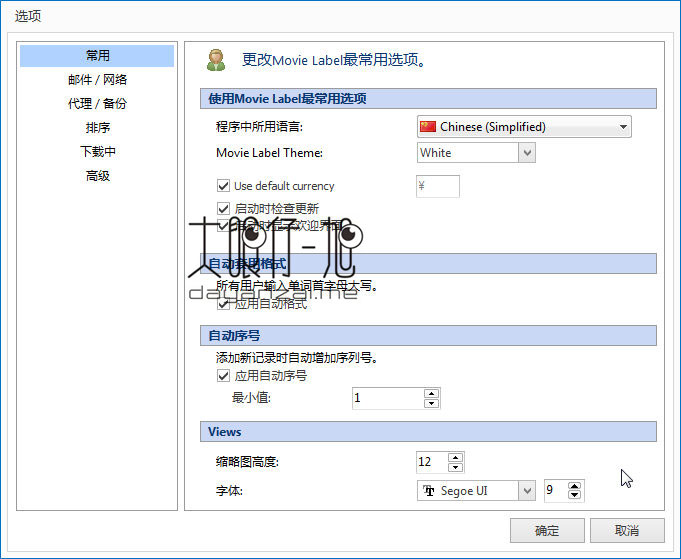 选项
常用
邮件 / 网络
代理 / 备份
排序
下载中
高级
更改Movie Label最常用选项。
使用Movie Label最常用选项
程序中所用语言:
Chinese (Simplified)
Movie Label Theme:
White
Use default currency
¥
启动时检查更新
启动时显示欢迎界面
大眼仔~旭
dayanzai.me
自动套用格式
所有用户输入单词首字母大写。
应用自动格式
自动序号
添加新记录时自动增加序列号。
应用自动序号
最小值:
1
Views
缩略图高度:
12
字体:
Segoe UI
9
确定
取消